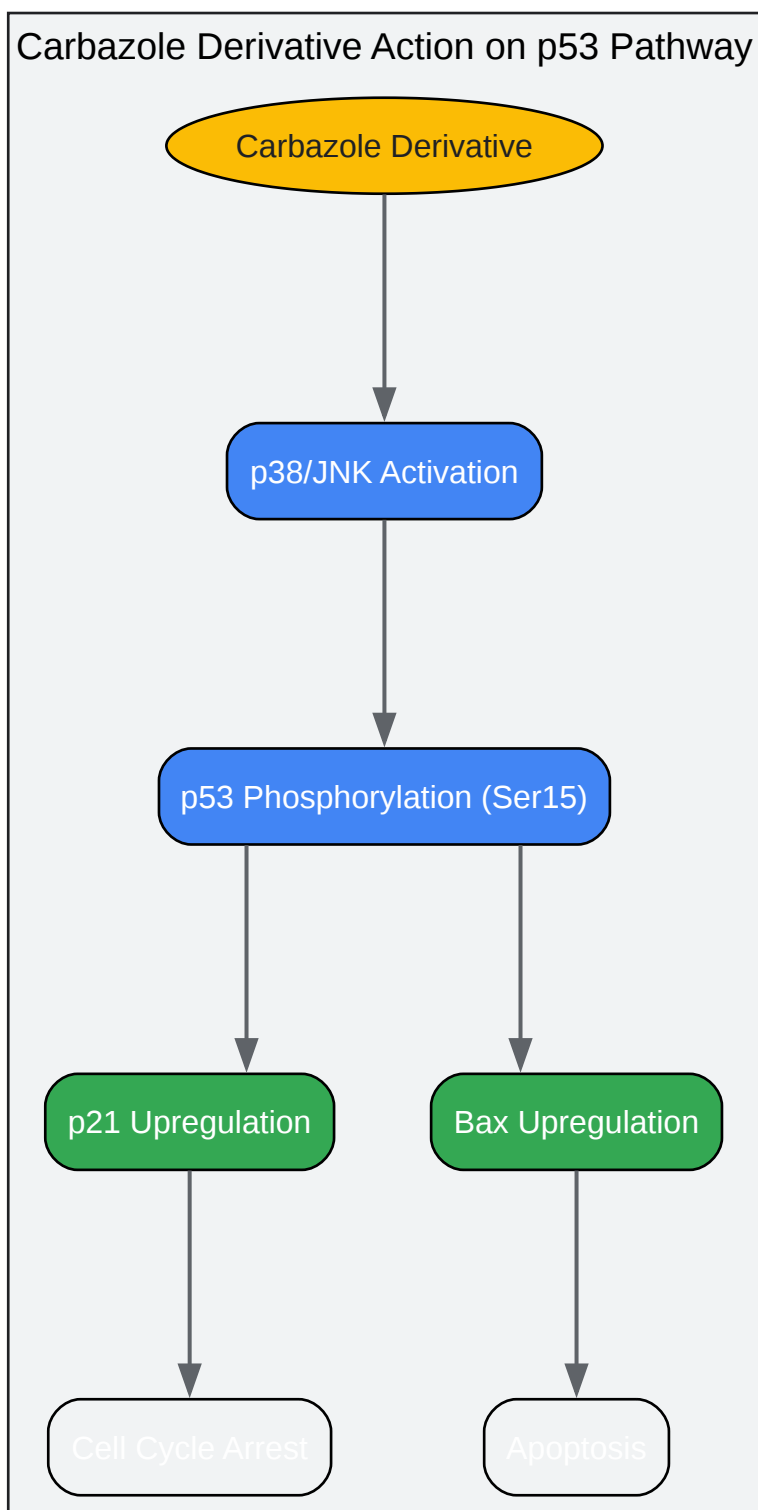 Carbazole Derivative Action on p53 Pathway
Carbazole Derivative
p38/JNK Activation
p53 Phosphorylation (Ser15)
p21 Upregulation
Bax Upregulation
Cell Cycle Arrest
Apoptosis